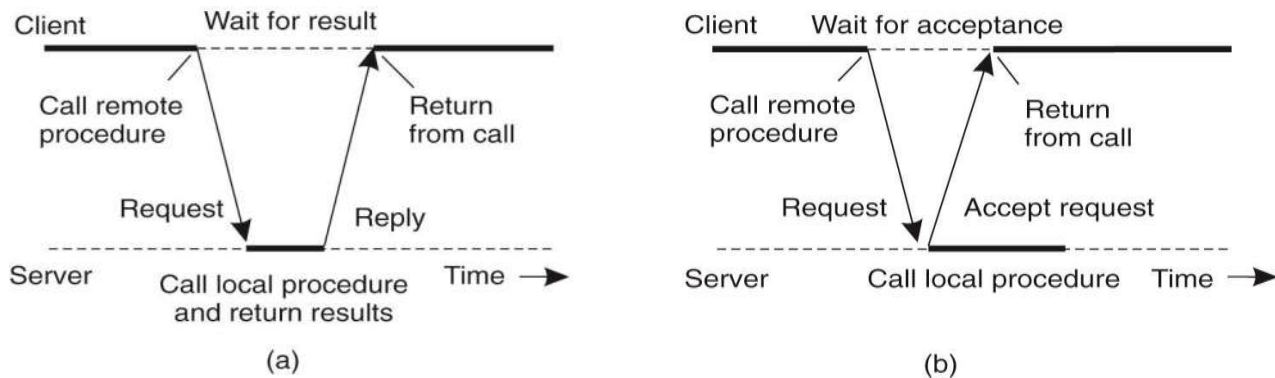 Client
Wait for result
Call remote
procedure
Return
from call
Request
Reply
Server
Call local procedure
and return results
Time
(a)
Client
Wait for acceptance
Call remote
procedure
Return
from call
Request
Accept request
Server
Call local procedure
Time
(b)